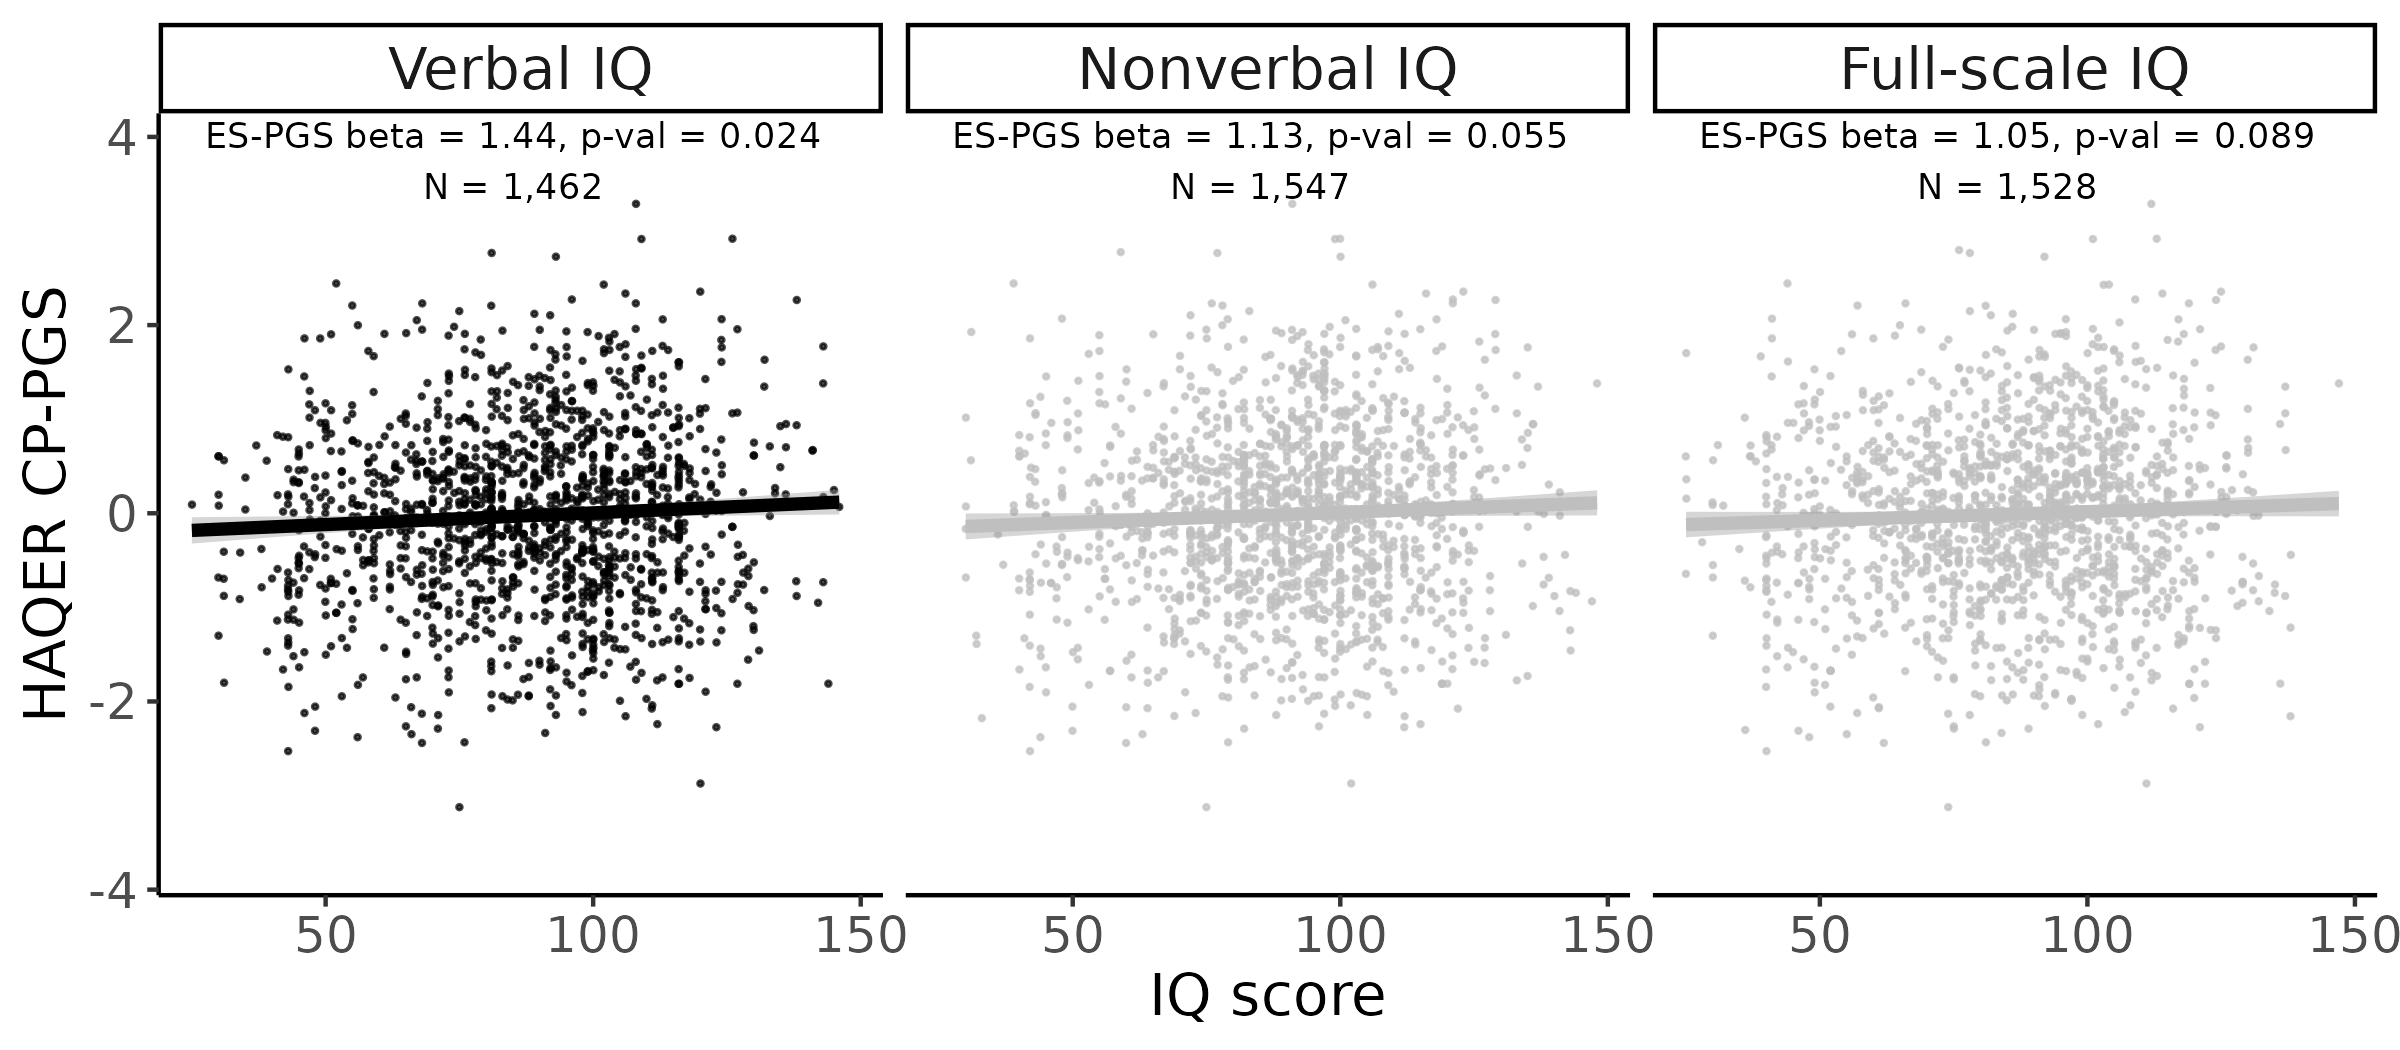 Verbal IQ
Nonverbal IQ
Full-scale IQ
ES-PGS beta = 1.44, p-val = 0.024
N = 1,462
ES-PGS beta = 1.13, p-val = 0.055
N = 1,547
ES-PGS beta = 1.05, p-val = 0.089
N = 1,528
HAQER CP-PGS
4
2
0
-2
-4
50 100 150
50 100 150
50 100 150
IQ score